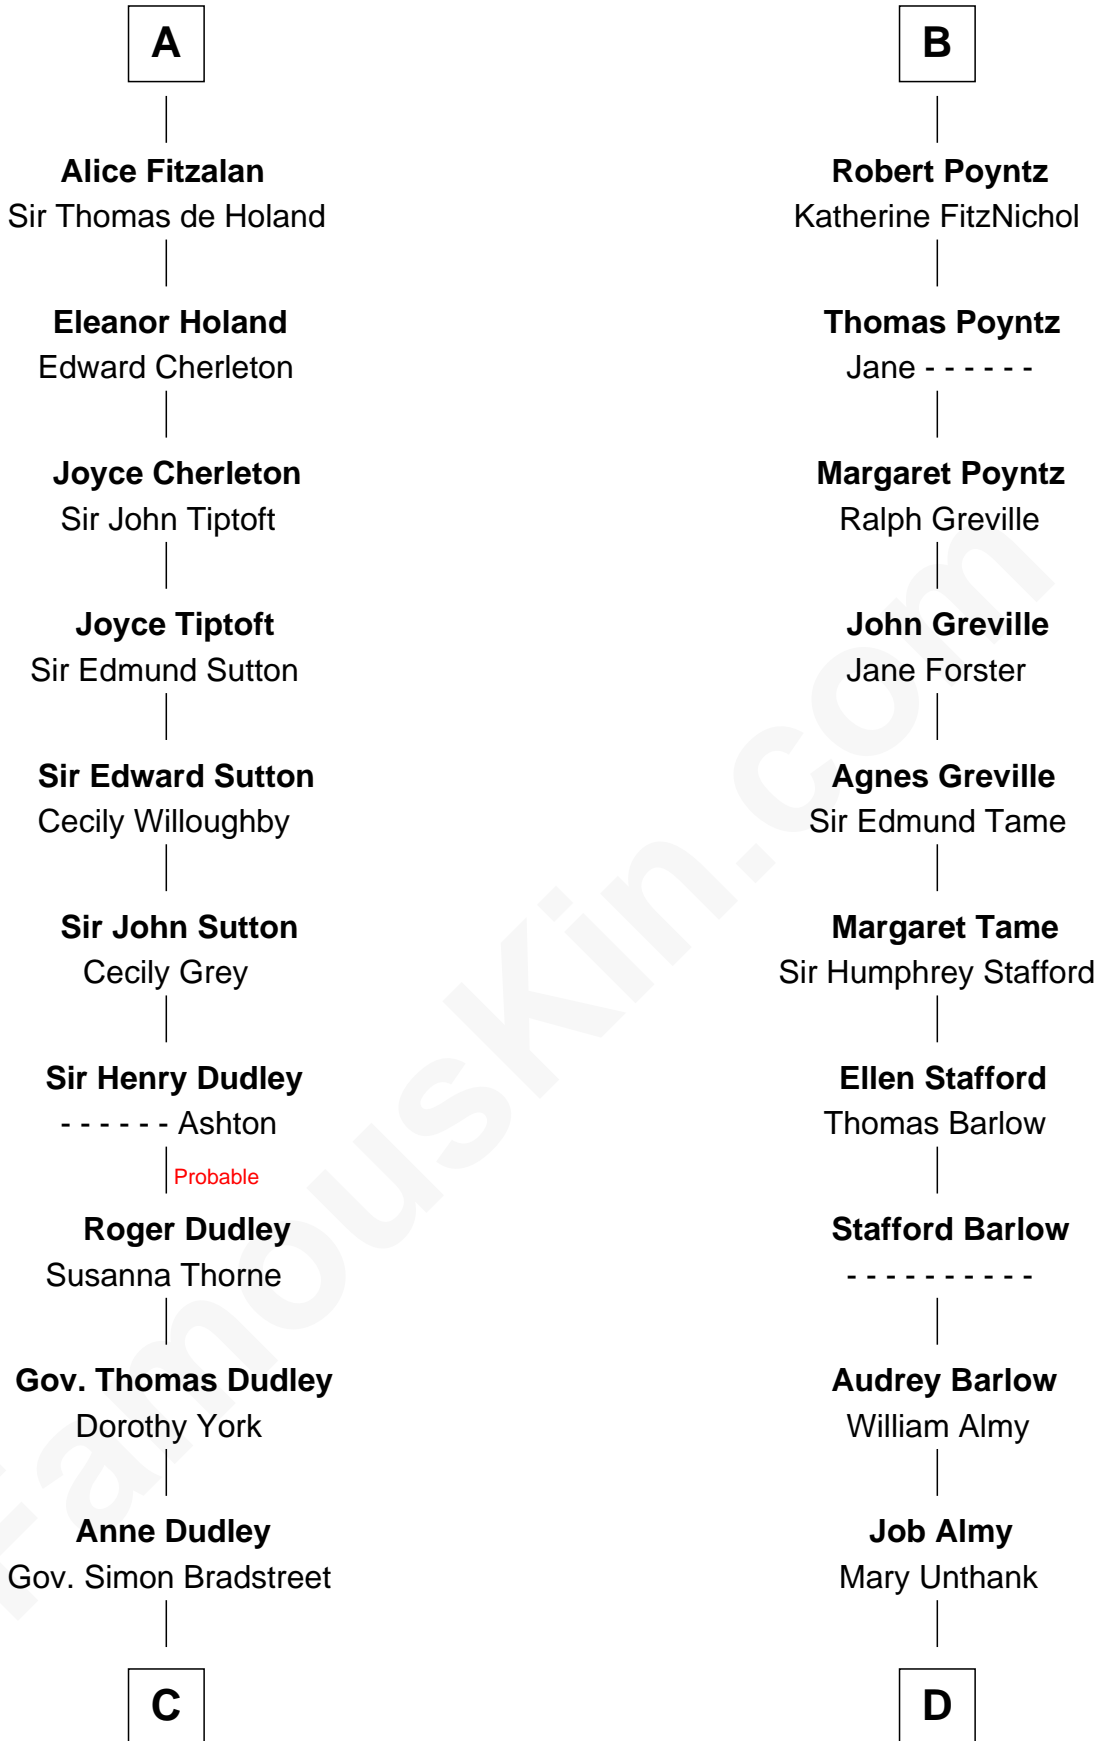 A
Alice Fitzalan
Sir Thomas de Holand
Eleanor Holand
Edward Cherleton
Joyce Cherleton
Sir John Tiptoft
Joyce Tiptoft
Sir Edmund Sutton
Sir Edward Sutton
Cecily Willoughby
Sir John Sutton
Cecily Grey
Sir Henry Dudley
- - - - - - Ashton
Probable
Roger Dudley
Susanna Thorne
Gov. Thomas Dudley
Dorothy York
Anne Dudley
Gov. Simon Bradstreet
C
B
Robert Poyntz
Katherine FitzNichol
Thomas Poyntz
Jane - - - - - -
Margaret Poyntz
Ralph Greville
John Greville
Jane Forster
Agnes Greville
Sir Edmund Tame
Margaret Tame
Sir Humphrey Stafford
Ellen Stafford
Thomas Barlow
Stafford Barlow
- - - - - - - - - -
Audrey Barlow
William Almy
Job Almy
Mary Unthank
D
FamousKin.com